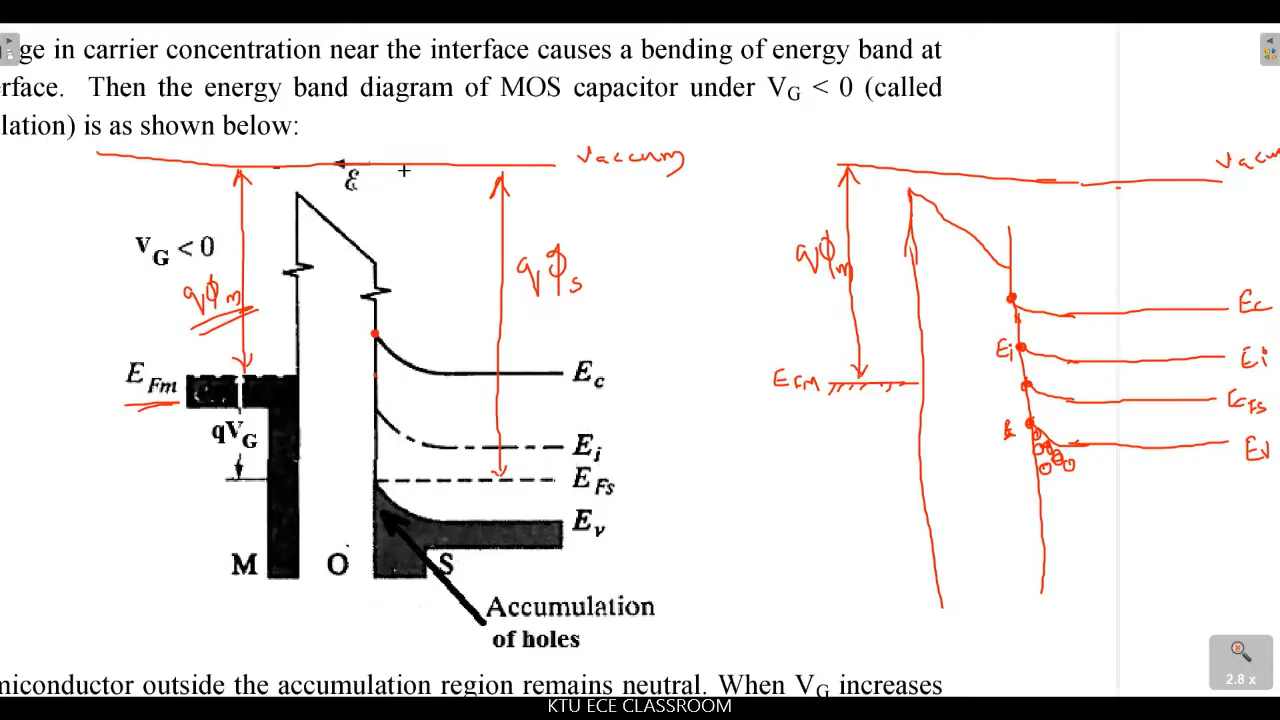 ge in carrier concentration near the interface causes a bending of energy band at
rface. Then the energy band diagram of MOS capacitor under VG < 0 (called
lation) is as shown below:
vaccum
ε +
VG < 0
qΦm
qΦs
EFm
qVG
Ec
Ei
EFs
Ev
M O S
Accumulation
of holes
vaccu
qΦm
EFM
Ec
Ei
Ei
EFs
Ev
miconductor outside the accumulation region remains neutral. When VG increases
2.8 x
KTU ECE CLASSROOM